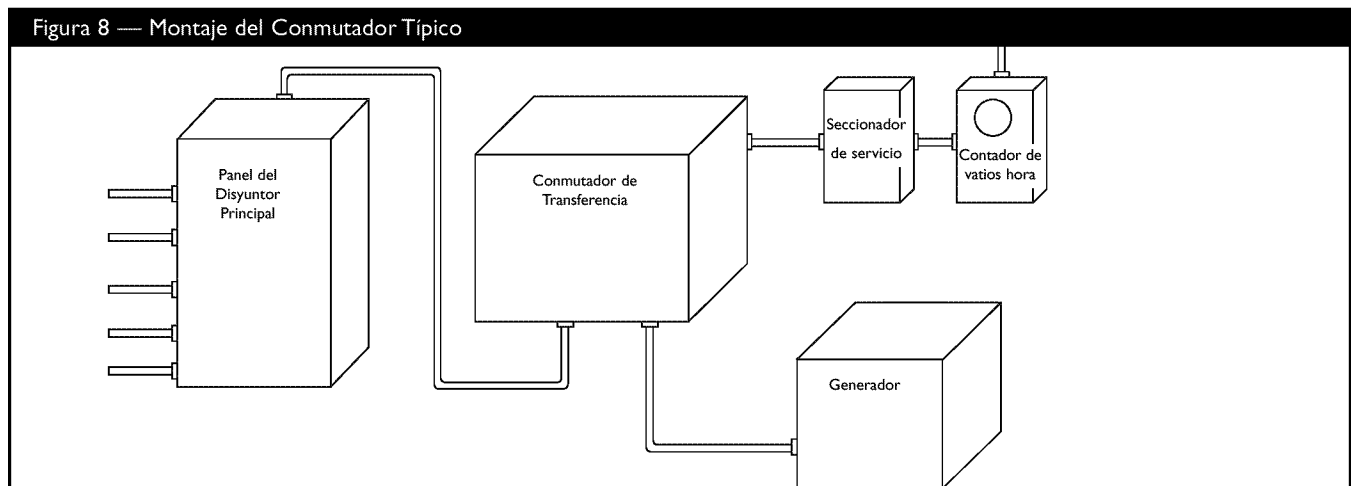 Figura 8 — Montaje del Conmutador Típico
Panel del
Disyuntor
Principal
Conmutador de
Transferencia
Seccionador
de servicio
Contador de
vatios hora
Generador